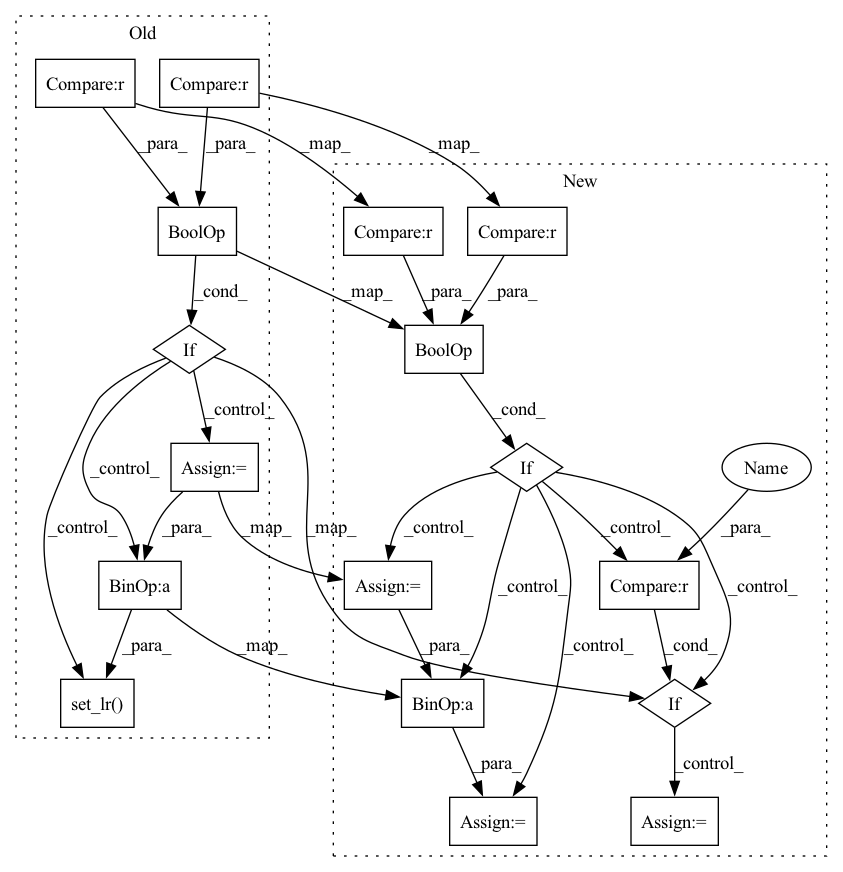 Old
Compare:r
Compare:r
_para_
_para_
_map_
_map_
New
BoolOp
Compare:r
Compare:r
_cond_
_map_
_para_
_para_
If
BoolOp
_control_
_cond_
_control_
Assign:=
If
Name
_control_
_para_
_map_
_map_
_control_
_control_
_para_
BinOp:a
Assign:=
Compare:r
_control_
_control_
_para_
_map_
_para_
_control_
_cond_
set_lr()
BinOp:a
If
_para_
_control_
Assign:=
Assign:=